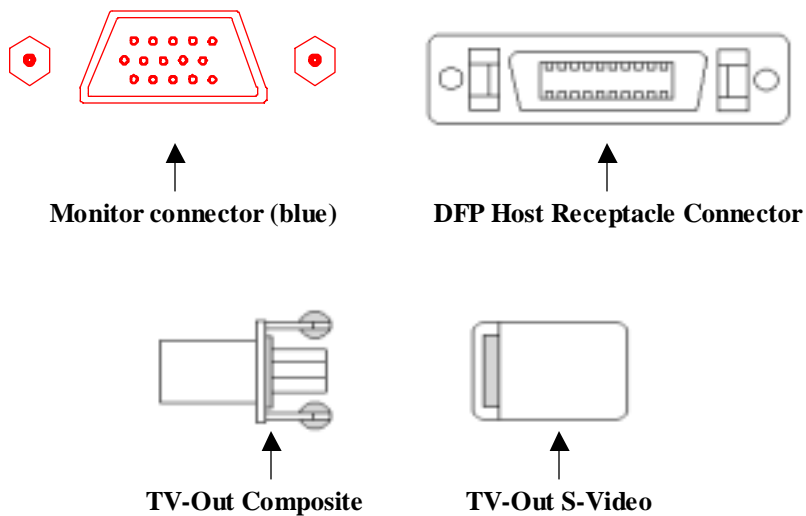 Monitor connector (blue)
DFP Host Receptacle Connector
TV-Out Composite
TV-Out S-Video